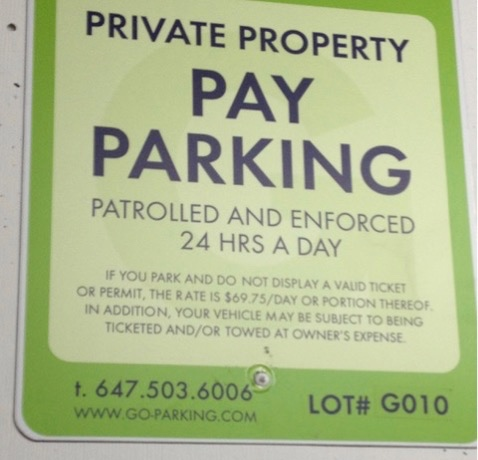 PRIVATE PROPERTY
PAY
PARKING
PATROLLED AND ENFORCED
24 HRS A DAY
IF YOU PARK AND DO NOT DISPLAY A VALID TICKET
OR PERMIT, THE RATE IS $69.75/DAY OR PORTION THEREOF.
IN ADDITION, YOUR VEHICLE MAY BE SUBJECT TO BEING
TICKETED AND/OR TOWED AT OWNER'S EXPENSE.
t. 647.503.6006
WWW.GO-PARKING.COM
LOT# G010